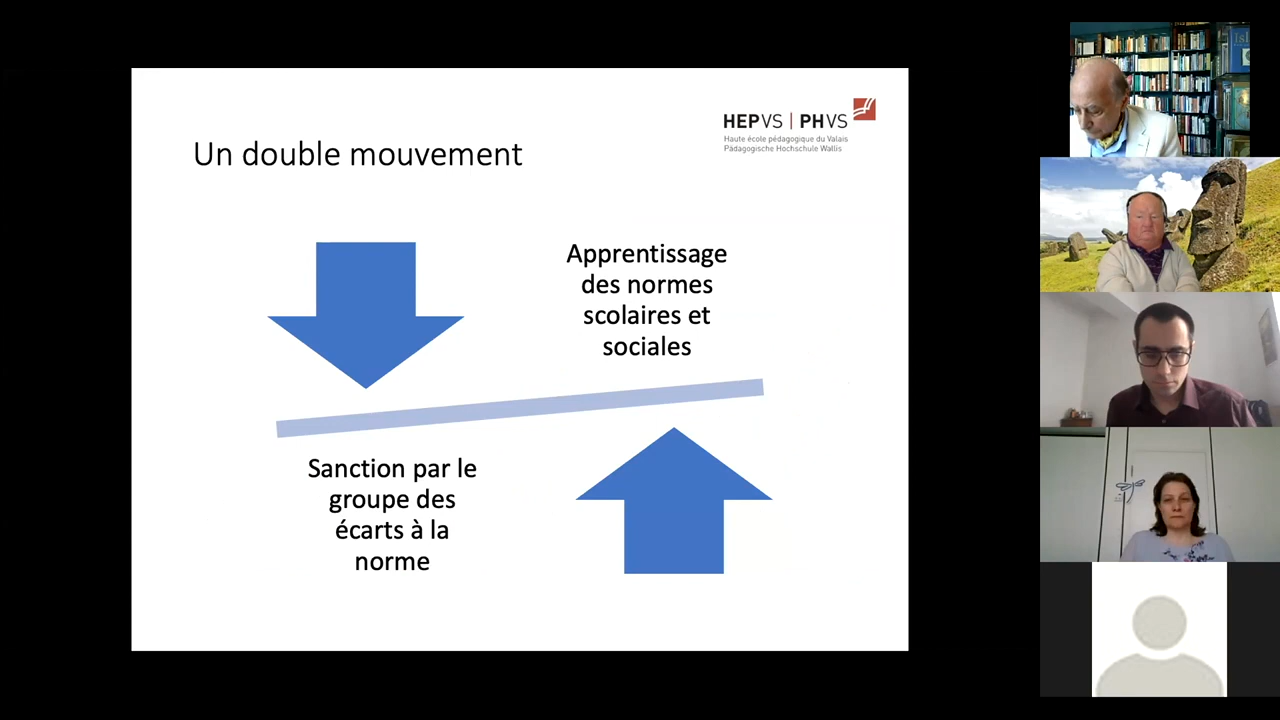 HEPVS | PHVS
Haute école pédagogique du Valais
Pädagogische Hochschule Wallis
Un double mouvement
Apprentissage
des normes
scolaires et
sociales
Sanction par le
groupe des
écarts à la
norme